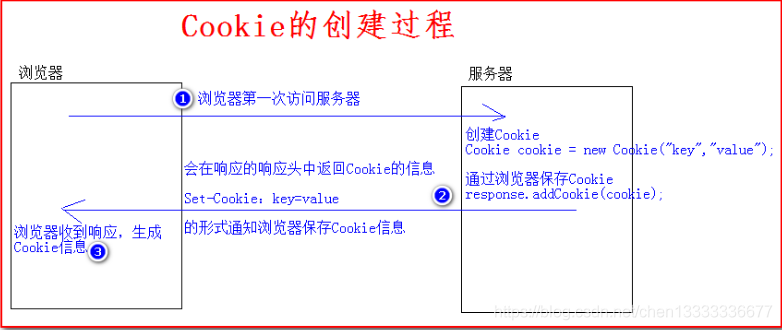 Cookie的创建过程
浏览器
服务器
1 浏览器第一次访问服务器
创建Cookie
Cookie cookie = new Cookie("key","value");
会在响应的响应头中返回Cookie的信息
通过浏览器保存Cookie
Set-Cookie：key=value
2
response.addCookie(cookie);
的形式通知浏览器保存Cookie信息
浏览器收到响应，生成
Cookie信息 3
https://blog.csdn.net/chen13333336677